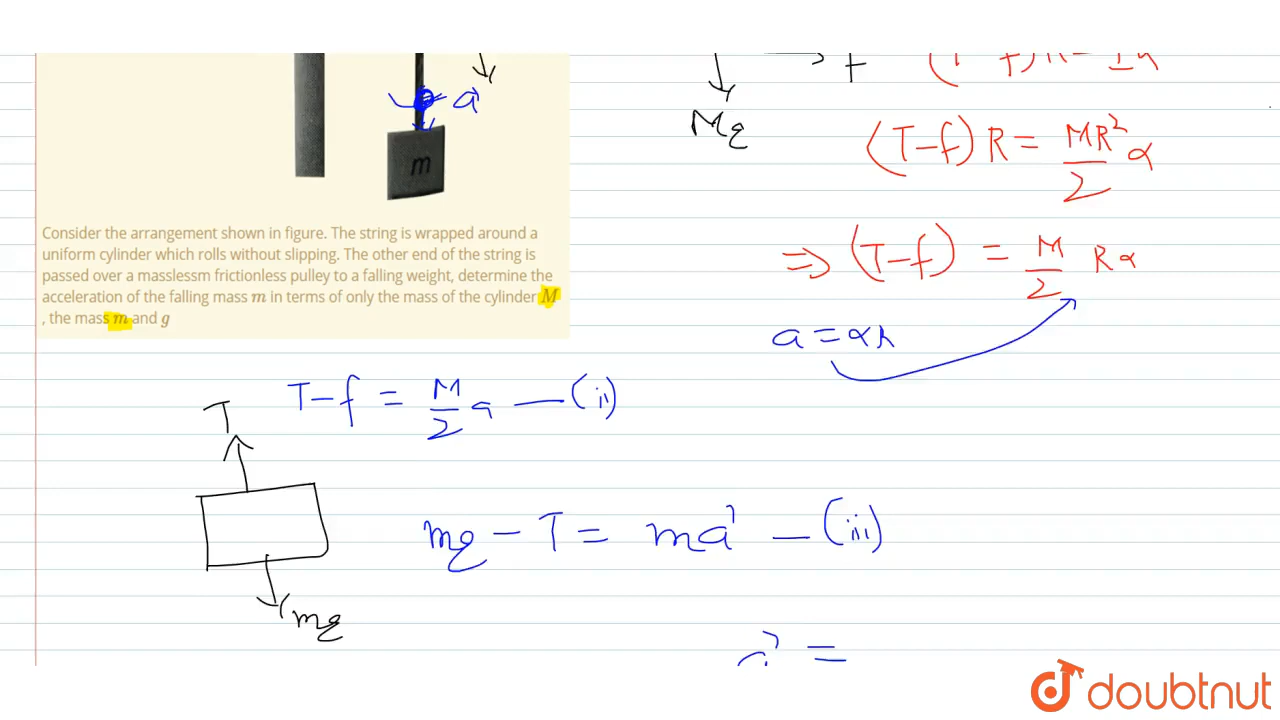 a'
m
Mg
f
(T-f)R = MR²/2 α
⇒ (T-f) = M/2 Rα
a = αR
Consider the arrangement shown in figure. The string is wrapped around a
uniform cylinder which rolls without slipping. The other end of the string is
passed over a masslessm frictionless pulley to a falling weight, determine the
acceleration of the falling mass m in terms of only the mass of the cylinder M
, the mass m and g
T-f = M/2 a — (ii)
T
mg - T = ma' — (iii)
mg
a' =
doubtnut